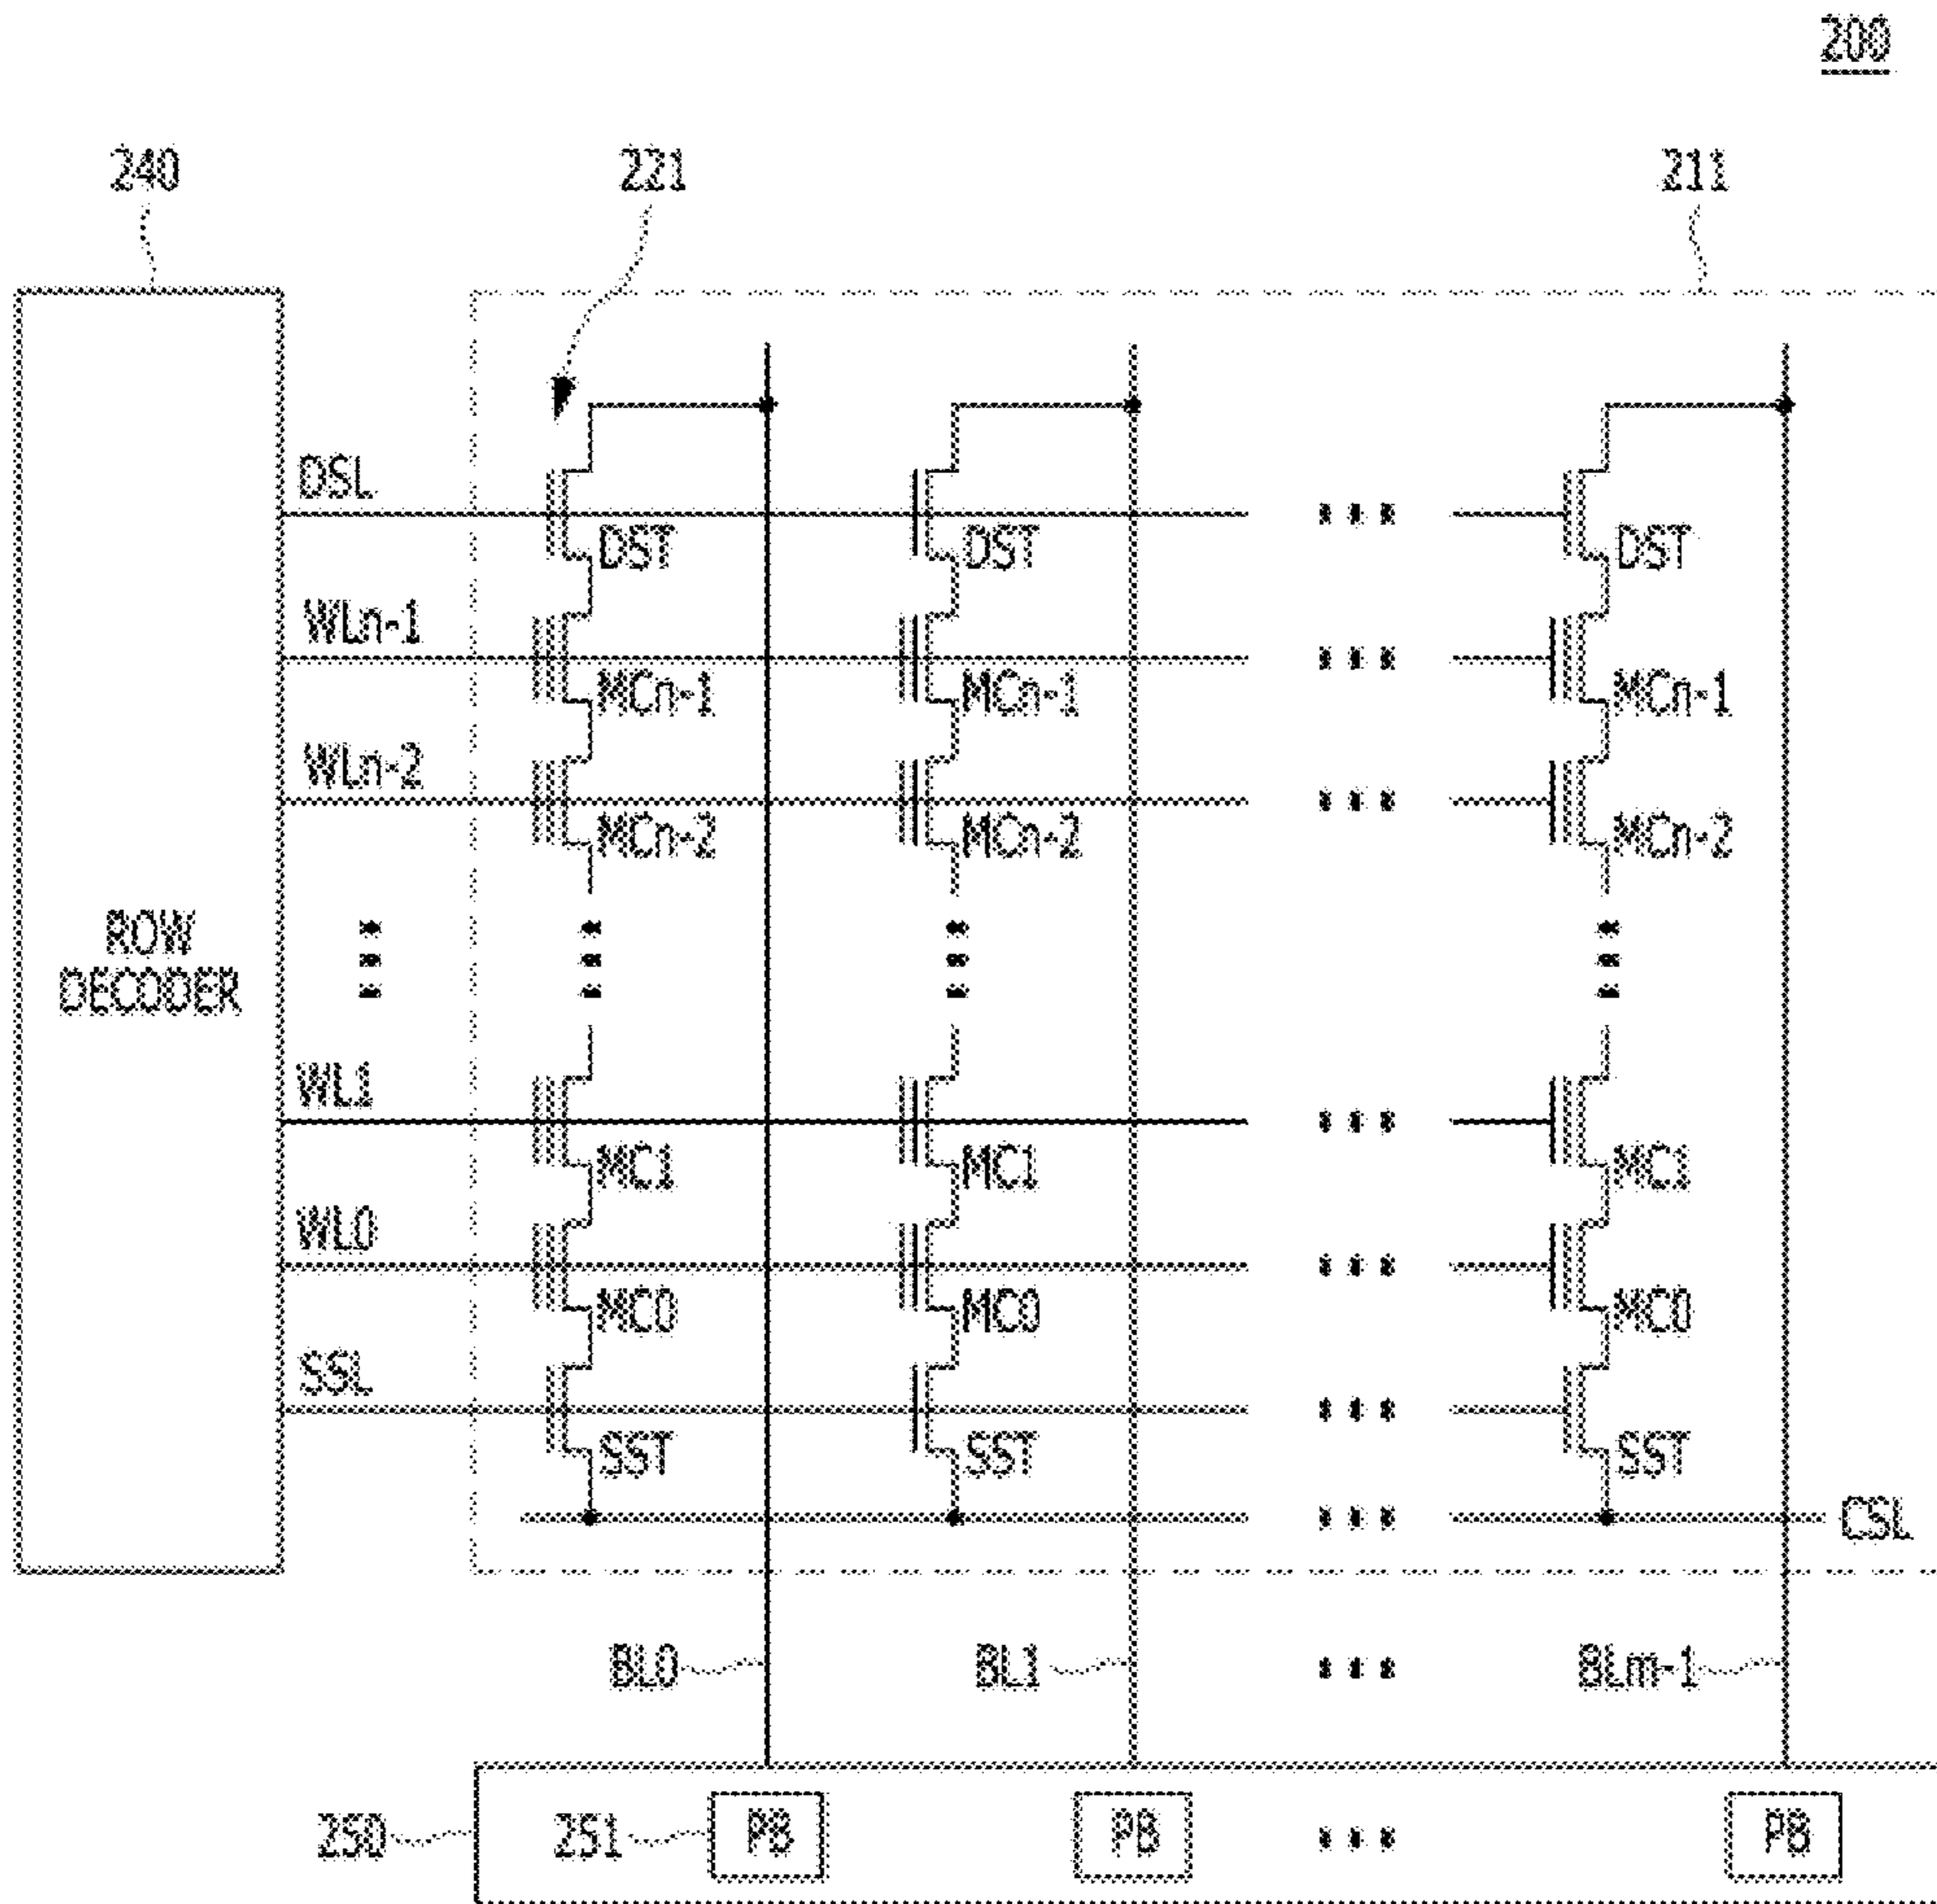 200
240 221 211
DSL
DST DST DST
WLn-1
MCn-1 MCn-1 MCn-1
WLn-2
MCn-2 MCn-2 MCn-2
ROW
DECODER
WL1
MC1 MC1 MC1
WL0
MC0 MC0 MC0
SSL
SST SST SST
CSL
BL0 BL1 BLm-1
250 251 PB PB PB